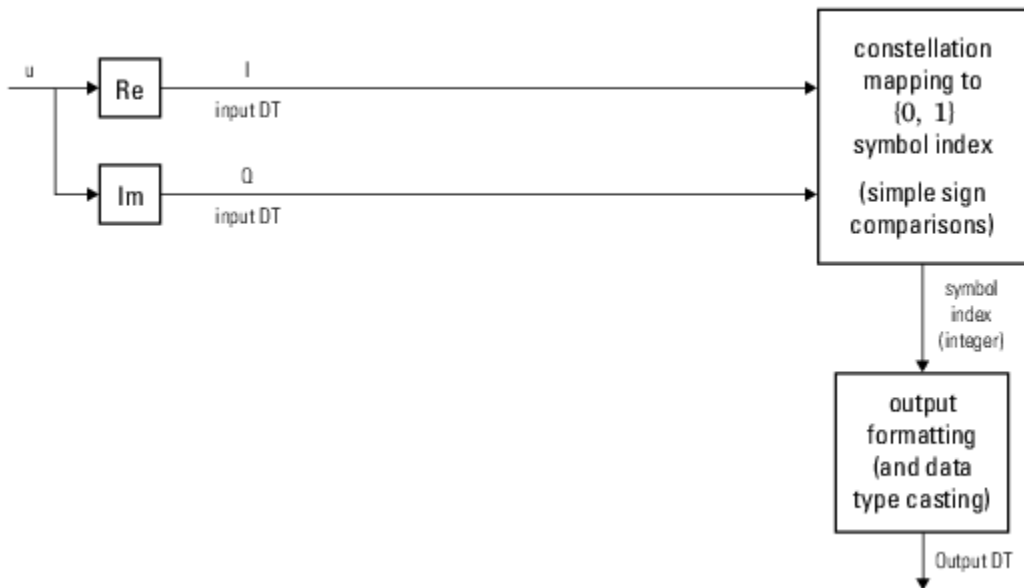 u
Re
I
input DT
Im
Q
input DT
constellation
mapping to
{0, 1}
symbol index
(simple sign
comparisons)
symbol
index
(integer)
output
formatting
(and data
type casting)
Output DT